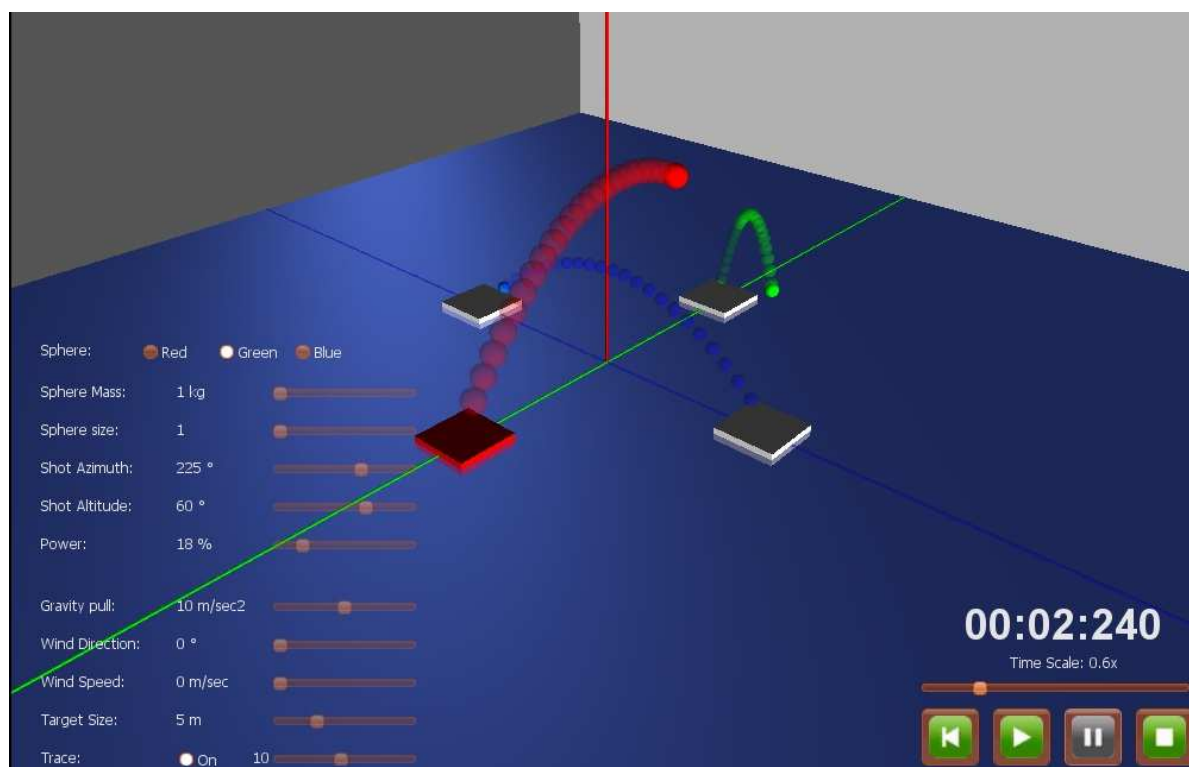 Sphere: Red Green Blue
Sphere Mass: 1 kg
Sphere size: 1
Shot Azimuth: 225 °
Shot Altitude: 60 °
Power: 18 %
Gravity pull: 10 m/sec2
Wind Direction: 0 °
Wind Speed: 0 m/sec
Target Size: 5 m
Trace: On 10
00:02:240
Time Scale: 0.6x